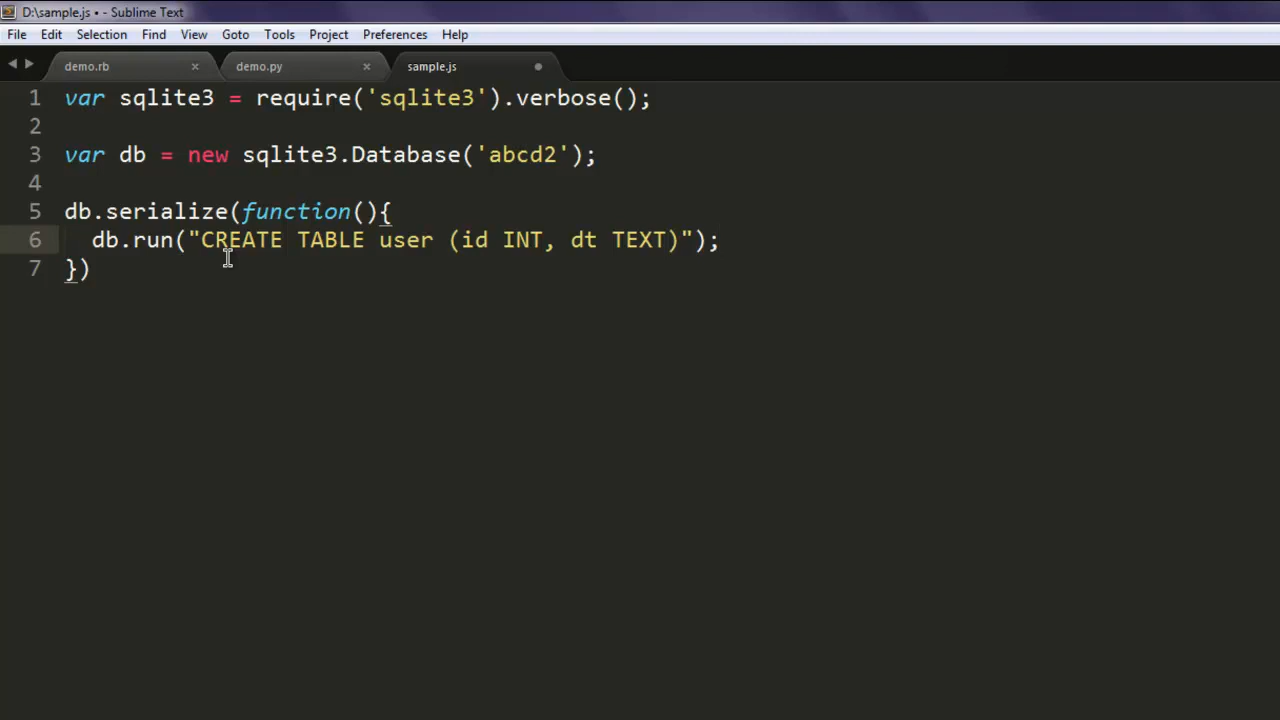 D:\sample.js • - Sublime Text
File Edit Selection Find View Goto Tools Project Preferences Help
demo.rb × demo.py × sample.js
1 var sqlite3 = require('sqlite3').verbose();
2
3 var db = new sqlite3.Database('abcd2');
4
5 db.serialize(function(){
6   db.run("CREATE TABLE user (id INT, dt TEXT)");
7 })